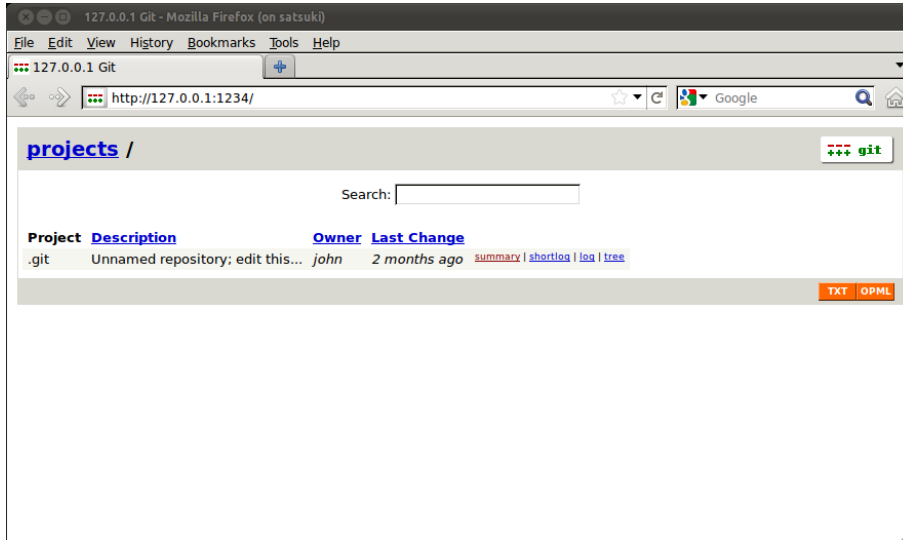 127.0.0.1 Git - Mozilla Firefox (on satsuki)
File Edit View History Bookmarks Tools Help
127.0.0.1 Git
http://127.0.0.1:1234/ Google
projects / git
Search:
Project Description Owner Last Change
.git Unnamed repository; edit this... john 2 months ago summary | shortlog | log | tree
TXT OPML